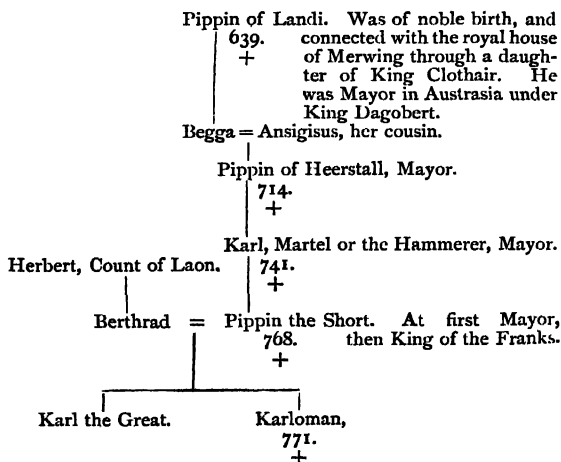 Pippin of Landi. Was of noble birth, and
639. connected with the royal house
+ of Merwing through a daugh-
ter of King Clothair. He
was Mayor in Austrasia under
King Dagobert.
Begga = Ansigisus, her cousin.
Pippin of Heerstall, Mayor.
714.
+
Karl, Martel or the Hammerer, Mayor.
Herbert, Count of Laon. 741.
+
Berthrad = Pippin the Short. At first Mayor,
768. then King of the Franks.
+
Karl the Great. Karloman,
771.
+